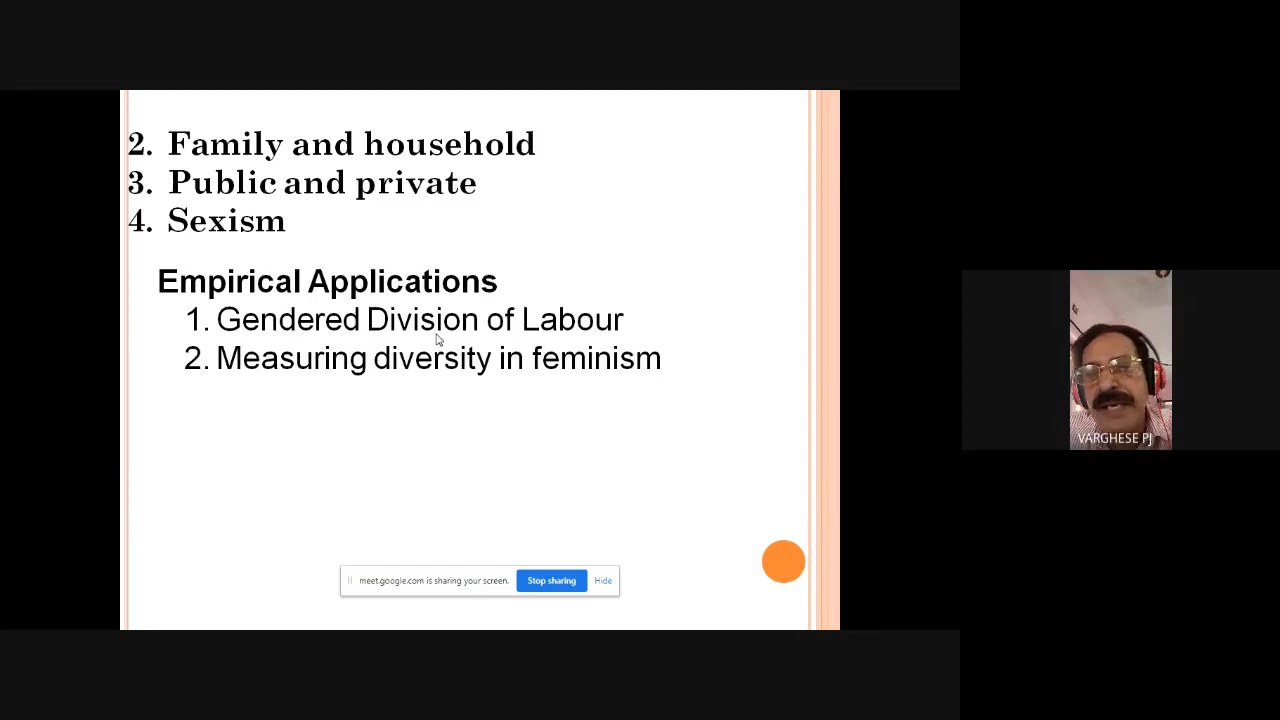 2. Family and household
3. Public and private
4. Sexism
Empirical Applications
1. Gendered Division of Labour
2. Measuring diversity in feminism
meet.google.com is sharing your screen. Stop sharing Hide
VARGHESE PJ